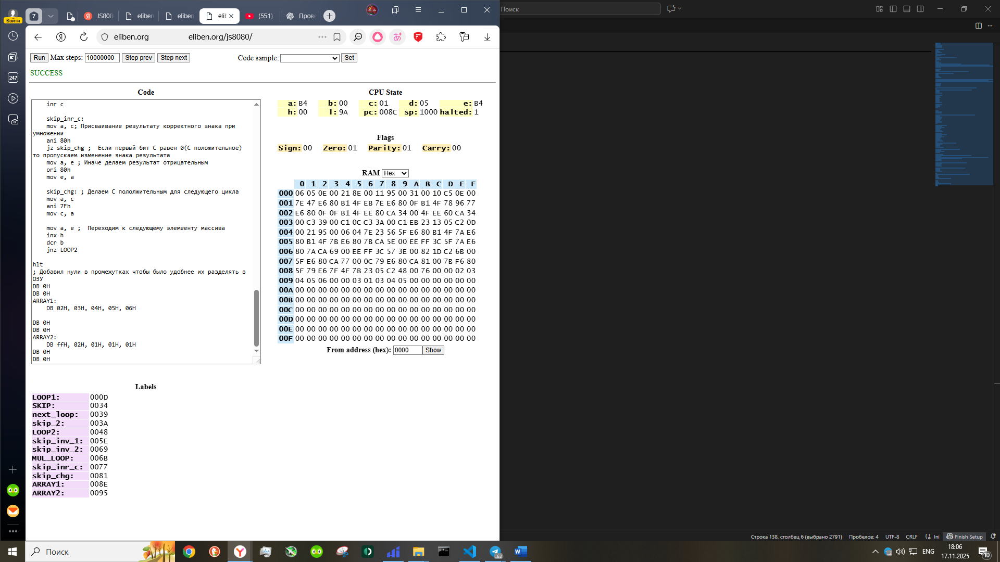 Войти
7
JS808
eliben
eliben
elib
(551)
Прове
Поиск
eliben.org
eliben.org/js8080/
247
Run Max steps: 10000000 Step prev Step next Code sample: Set
SUCCESS
Code
inr c
skip_inr_c:
mov a, c; Присваивание результату корректного знака при
умножении
ani 80h
jz skip_chg ;  Если первый бит C равен 0(С положительное)
то пропускаем изменение знака результата
mov a, e ; Иначе делаем результат отрицательным
ori 80h
mov e, a
skip_chg: ; Делаем С пололжительным для следующего цикла
mov a, c
ani 7Fh
mov c, a
mov a, e ;  Переходим к следующему элемеенту массива
inx h
dcr b
jnz LOOP2
hlt
; Добавил нули в промежутках чтобы было удобнее их разделять в
ОЗУ
DB 0H
DB 0H
ARRAY1:
DB 02H, 03H, 04H, 05H, 06H
DB 0H
DB 0H
ARRAY2:
DB ffH, 02H, 01H, 01H, 01H
DB 0H
DB 0H
CPU State
a: B4 b: 00 c: 01 d: 05 e: B4
h: 00 l: 9A pc: 008C sp: 1000 halted: 1
Flags
Sign: 00 Zero: 01 Parity: 01 Carry: 00
RAM Hex
0 1 2 3 4 5 6 7 8 9 A B C D E F
000 06 05 0E 00 21 8E 00 11 95 00 31 00 10 C5 0E 00
001 7E 47 E6 80 B1 4F EB 7E E6 80 0F B1 4F 78 96 77
002 E6 80 0F 0F B1 4F EE 80 CA 34 00 4F EE 60 CA 34
003 00 C3 39 00 C1 0C C3 3A 00 C1 EB 23 13 05 C2 0D
004 00 21 95 00 06 04 7E 23 56 5F E6 80 B1 4F 7A E6
005 80 B1 4F 7B E6 80 7B CA 5E 00 EE FF 3C 5F 7A E6
006 80 7A CA 69 00 EE FF 3C 57 3E 00 82 1D C2 6B 00
007 5F E6 80 CA 77 00 0C 79 E6 80 CA 81 00 7B F6 80
008 5F 79 E6 7F 4F 7B 23 05 C2 48 00 76 00 00 02 03
009 04 05 06 00 00 03 01 03 04 05 00 00 00 00 00 00
00A 00 00 00 00 00 00 00 00 00 00 00 00 00 00 00 00
00B 00 00 00 00 00 00 00 00 00 00 00 00 00 00 00 00
00C 00 00 00 00 00 00 00 00 00 00 00 00 00 00 00 00
00D 00 00 00 00 00 00 00 00 00 00 00 00 00 00 00 00
00E 00 00 00 00 00 00 00 00 00 00 00 00 00 00 00 00
00F 00 00 00 00 00 00 00 00 00 00 00 00 00 00 00 00
From address (hex): 0000 Show
Labels
LOOP1: 000D
SKIP: 0034
next_loop: 0039
skip_2: 003A
LOOP2: 0048
skip_inv_1: 005E
skip_inv_2: 0069
MUL_LOOP: 006B
skip_inr_c: 0077
skip_chg: 0081
ARRAY1: 008E
ARRAY2: 0095
Строка 138, столбец 6 (выбрано 2791) Пробелов: 4 UTF-8 CRLF Ini Finish Setup
Поиск
.62
ENG
18:06
17.11.2025
10